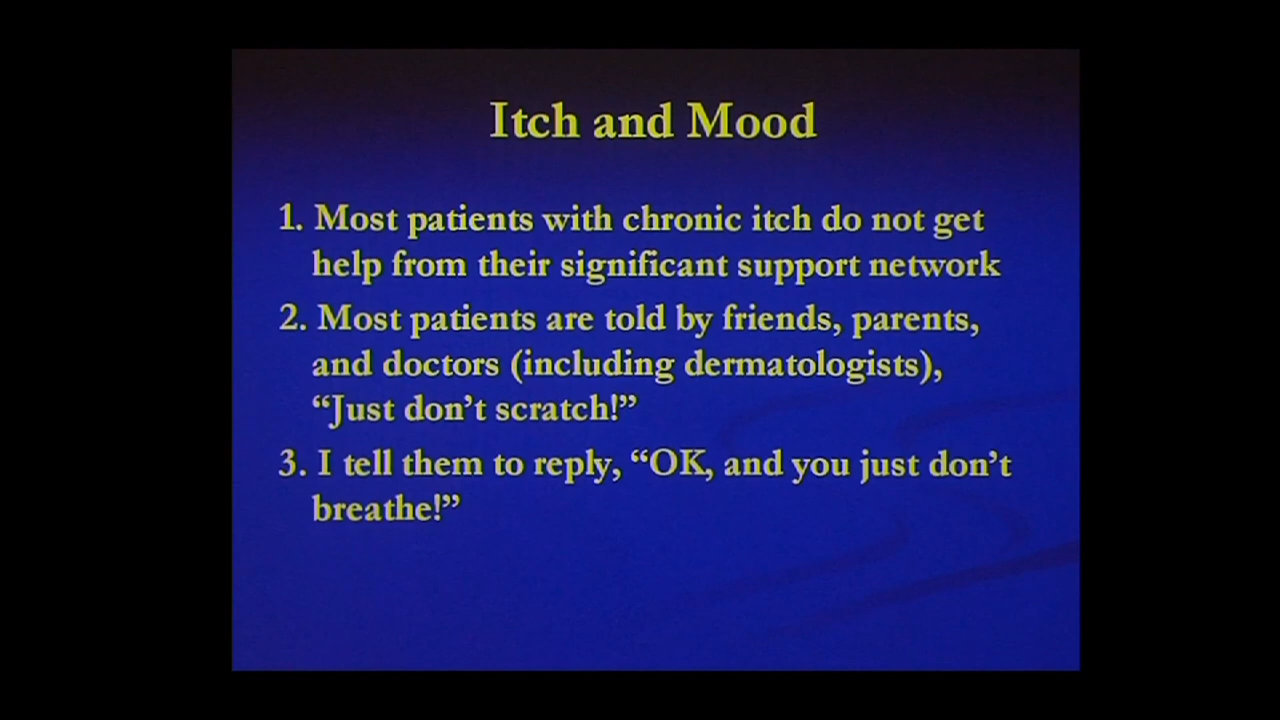 Itch and Mood
1. Most patients with chronic itch do not get
help from their significant support network
2. Most patients are told by friends, parents,
and doctors (including dermatologists),
“Just don’t scratch!”
3. I tell them to reply, “OK, and you just don’t
breathe!”